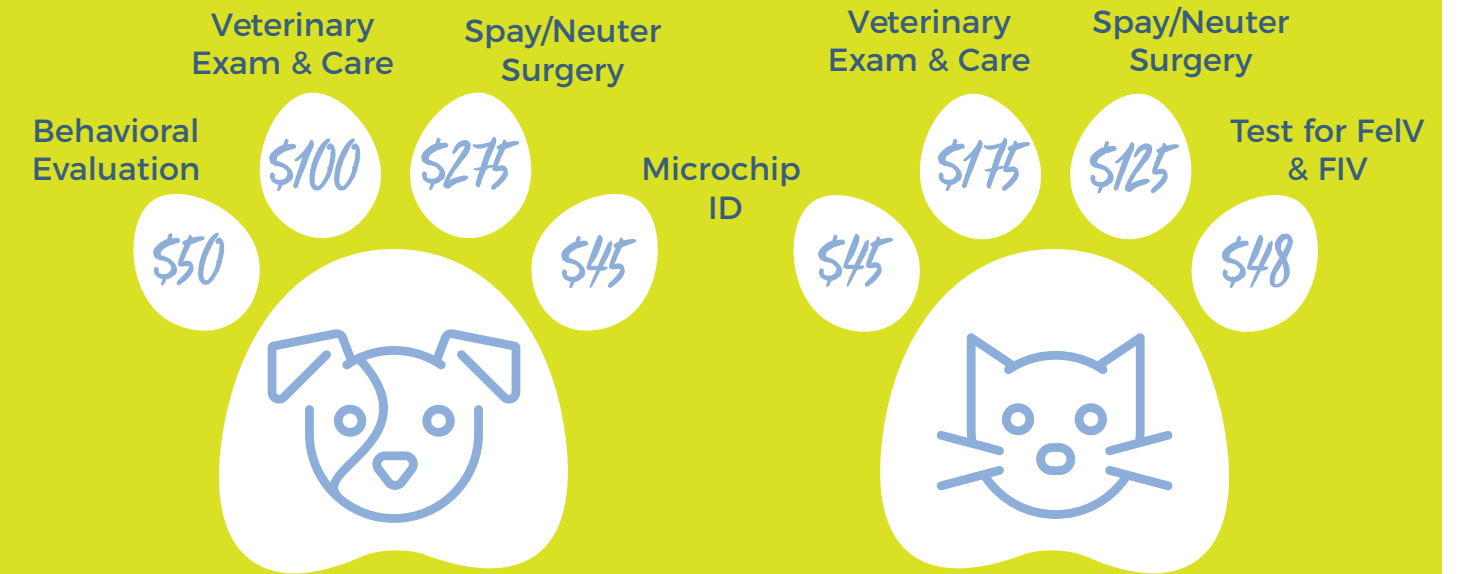 Veterinary
Exam & Care
Spay/Neuter
Surgery
Behavioral
Evaluation
$100
$275
$50
$45
Microchip
ID
Veterinary
Exam & Care
Spay/Neuter
Surgery
Test for FelV
& FIV
$175
$125
$45
$48